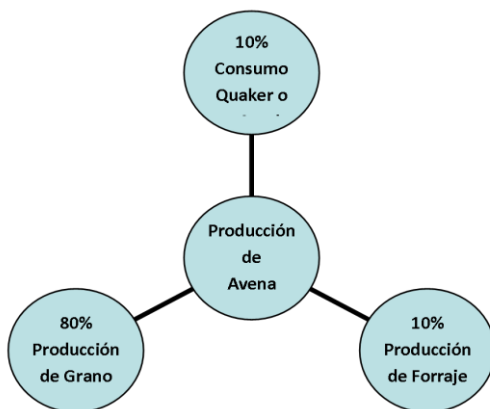 10%
Consumo
Quaker o
Producción
de
Avena
80%
Producción
de Grano
10%
Producción
de Forraje